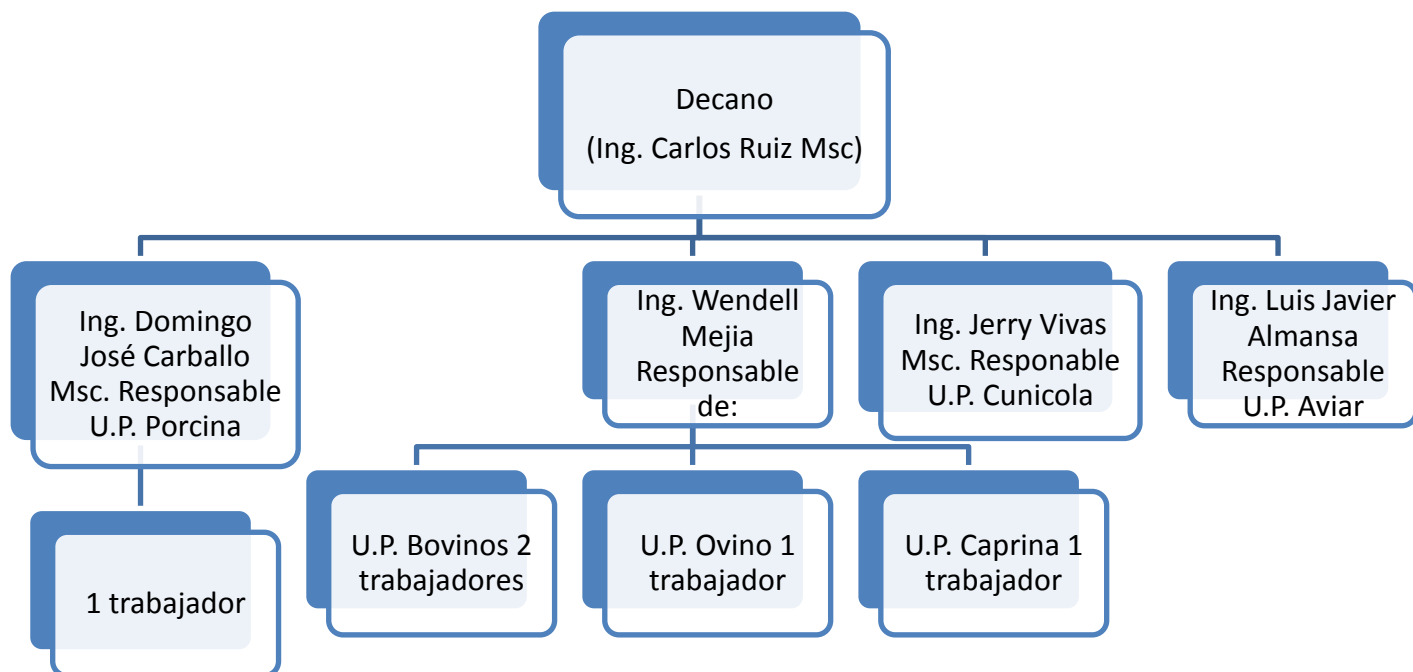 Decano
(Ing. Carlos Ruiz Msc)
Ing. Domingo
José Carballo
Msc. Responsable
U.P. Porcina
Ing. Wendell
Mejia
Responsable
de:
Ing. Jerry Vivas
Msc. Responable
U.P. Cunicola
Ing. Luis Javier
Almansa
Responsable
U.P. Aviar
1 trabajador
U.P. Bovinos 2
trabajadores
U.P. Ovino 1
trabajador
U.P. Caprina 1
trabajador